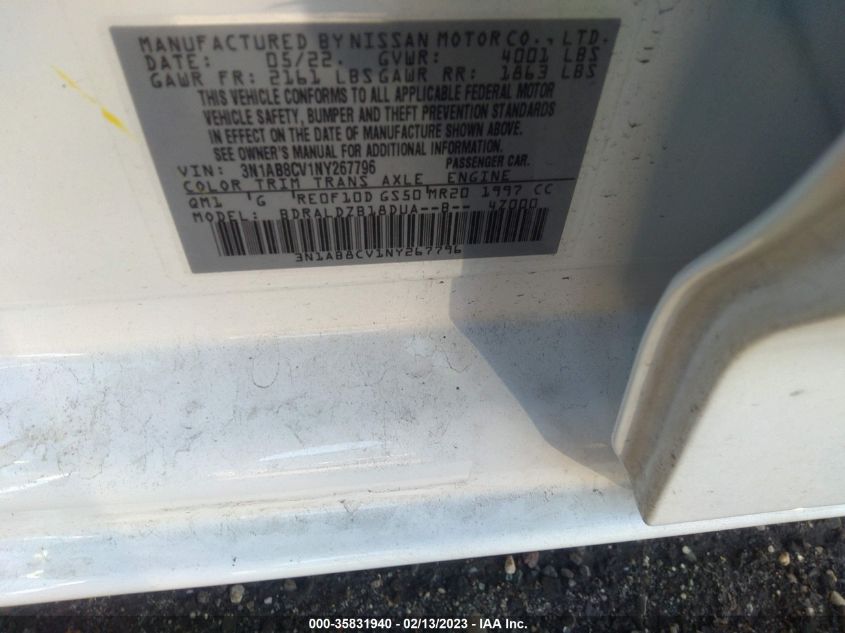 MANUFACTURED BY NISSAN MOTOR CO., LTD.
DATE: 05/22. GVWR: 4001 LBS
GAWR FR: 2161 LBS GAWR RR: 1863 LBS
THIS VEHICLE CONFORMS TO ALL APPLICABLE FEDERAL MOTOR
VEHICLE SAFETY, BUMPER AND THEFT PREVENTION STANDARDS
IN EFFECT ON THE DATE OF MANUFACTURE SHOWN ABOVE.
SEE OWNER'S MANUAL FOR ADDITIONAL INFORMATION.
VIN: 3N1AB8CV1NY267796 PASSENGER CAR.
COLOR TRIM TRANS AXLE ENGINE
QM1 G RE0F10D GS50 MR20 1997 CC
MODEL: BDRALDZB18DUA--B-- 4Z000
3N1AB8CV1NY267796
000-35831940 - 02/13/2023 - IAA Inc.